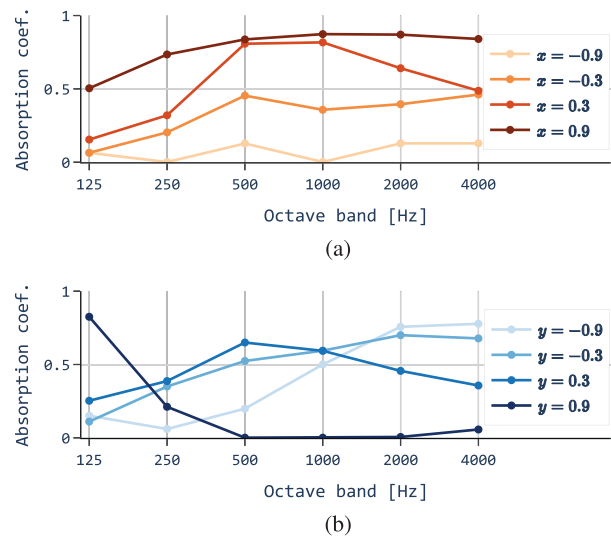 Absorption coef.
1
0.5
0
125 250 500 1000 2000 4000
Octave band [Hz]
x = −0.9
x = −0.3
x = 0.3
x = 0.9
(a)
Absorption coef.
1
0.5
0
125 250 500 1000 2000 4000
Octave band [Hz]
y = −0.9
y = −0.3
y = 0.3
y = 0.9
(b)